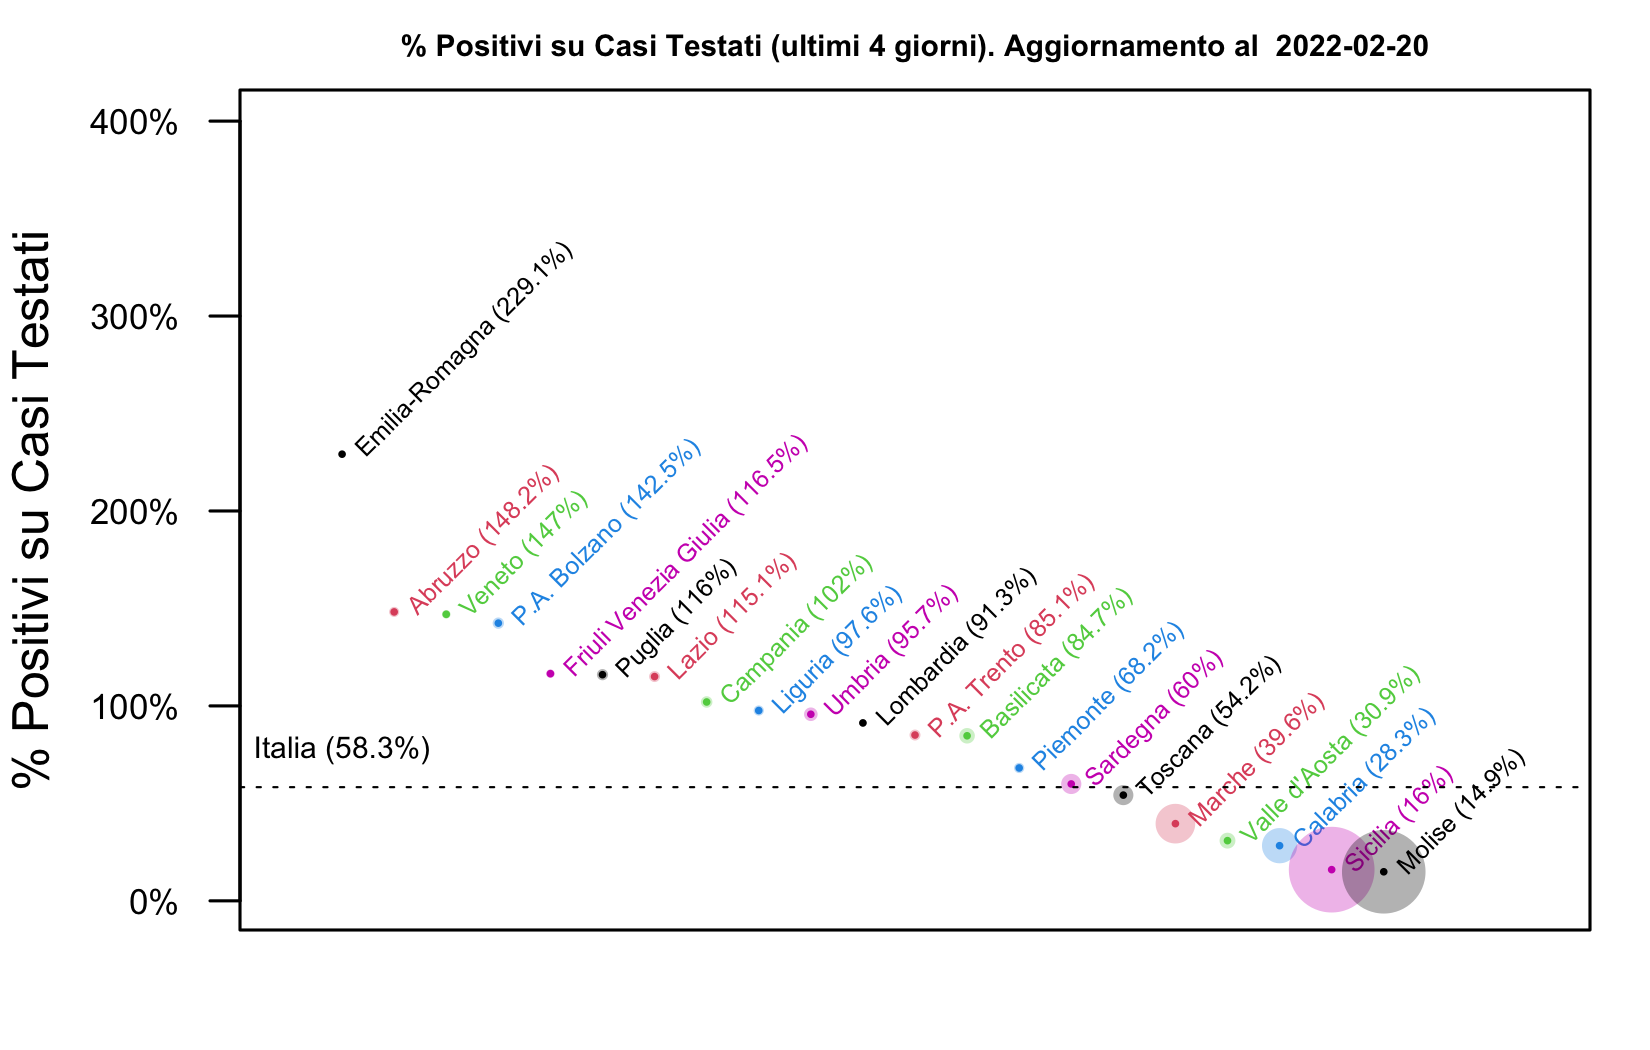 % Positivi su Casi Testati (ultimi 4 giorni). Aggiornamento al  2022-02-20
% Positivi su Casi Testati
400%
300%
200%
100%
0%
Italia (58.3%)
Emilia-Romagna (229.1%)
Abruzzo (148.2%)
Veneto (147%)
P.A. Bolzano (142.5%)
Friuli Venezia Giulia (116.5%)
Puglia (116%)
Lazio (115.1%)
Campania (102%)
Liguria (97.6%)
Umbria (95.7%)
Lombardia (91.3%)
P.A. Trento (85.1%)
Basilicata (84.7%)
Piemonte (68.2%)
Sardegna (60%)
Toscana (54.2%)
Marche (39.6%)
Valle d'Aosta (30.9%)
Calabria (28.3%)
Sicilia (16%)
Molise (14.9%)